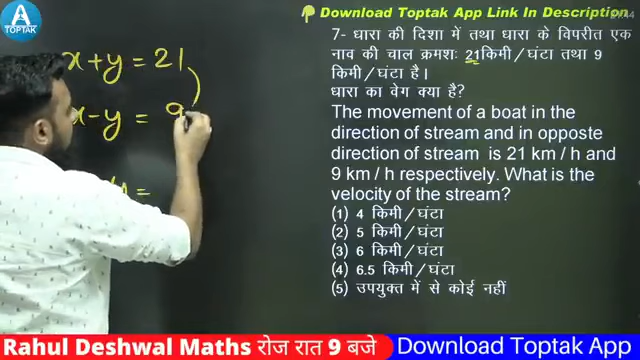 Download Toptak App Link In Description
A
TOPTAK
7- धारा की दिशा में तथा धारा के विपरीत एक
नाव की चाल क्रमशः 21किमी/घंटा तथा 9
किमी/घंटा है।
धारा का वेग क्या है?
The movement of a boat in the
direction of stream and in opposte
direction of stream is 21 km/h and
9 km/h respectively. What is the
velocity of the stream?
(1) 4 किमी/घंटा
(2) 5 किमी/घंटा
(3) 6 किमी/घंटा
(4) 6.5 किमी/घंटा
(5) उपयुक्त में से कोई नहीं
x+y = 21
x-y = 9
y =
Rahul Deshwal Maths रोज रात 9 बजे
Download Toptak App